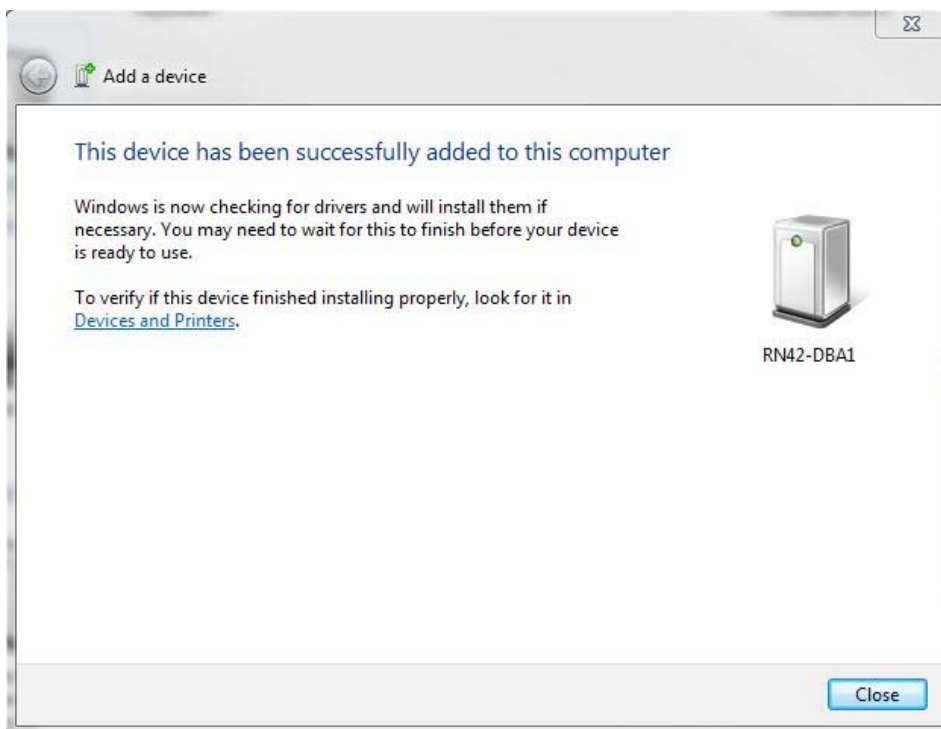 Add a device
This device has been successfully added to this computer
Windows is now checking for drivers and will install them if
necessary. You may need to wait for this to finish before your device
is ready to use.
To verify if this device finished installing properly, look for it in
Devices and Printers.
RN42-DBA1
Close